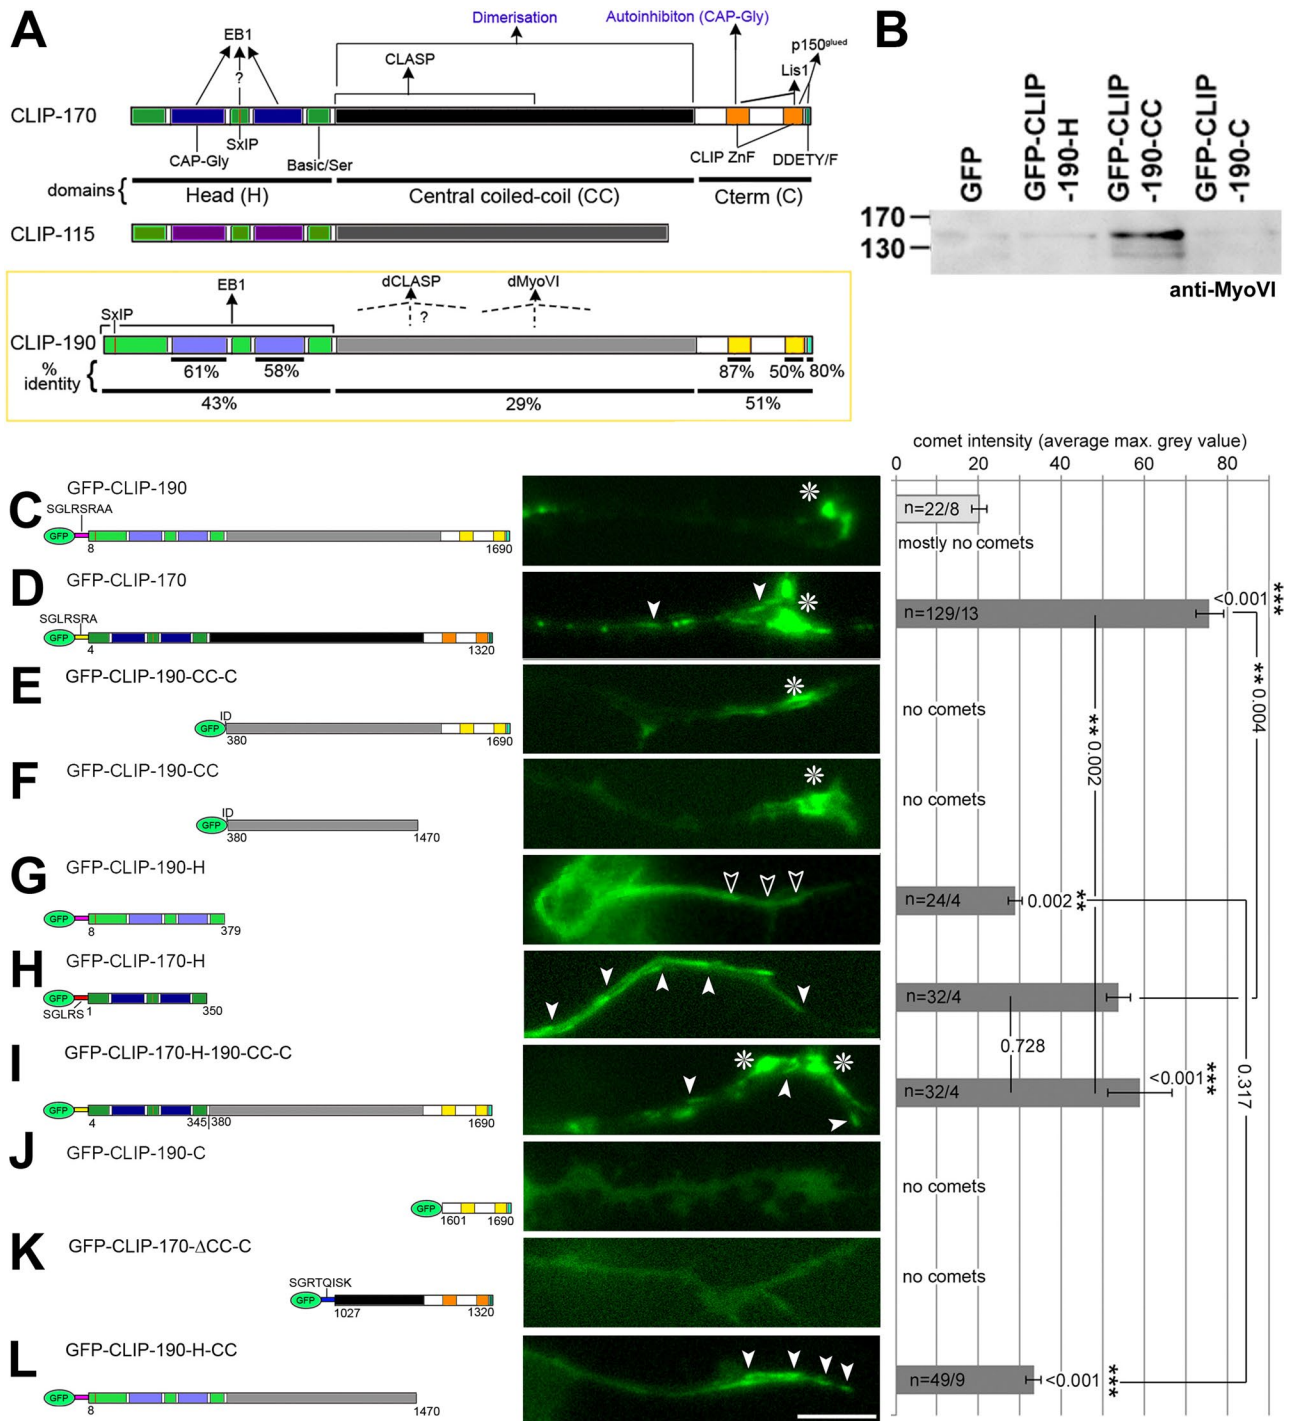 A
Dimerisation
Autoinhibiton (CAP-Gly)
EB1
CLASP
p150glued
?
Lis1
CLIP-170
SxIP
CAP-Gly
Basic/Ser
CLIP ZnF
DDETY/F
domains {
Head (H)
Central coiled-coil (CC)
Cterm (C)
CLIP-115
EB1
dCLASP
dMyoVI
SxIP
?
CLIP-190
% identity {
61%
58%
87%
50%
80%
43%
29%
51%
B
GFP
GFP-CLIP
-190-H
GFP-CLIP
-190-CC
GFP-CLIP
-190-C
170
130
anti-MyoVI
comet intensity (average max. grey value)
0 20 40 60 80
C
GFP-CLIP-190
SGLRSRAA
GFP
8
1690
n=22/8
mostly no comets
D
GFP-CLIP-170
SGLRSRA
GFP
4
1320
n=129/13
<0.001
***
** 0.004
E
GFP-CLIP-190-CC-C
ID
GFP
380
1690
no comets
** 0.002
F
GFP-CLIP-190-CC
ID
GFP
380
1470
no comets
G
GFP-CLIP-190-H
GFP
8
379
n=24/4
0.002 **
H
GFP-CLIP-170-H
GFP
SGLRS
1
350
n=32/4
0.728
I
GFP-CLIP-170-H-190-CC-C
GFP
4
345|380
1690
n=32/4
<0.001
***
0.317
J
GFP-CLIP-190-C
GFP
1601
1690
no comets
K
GFP-CLIP-170-ΔCC-C
SGRTQISK
GFP
1027
1320
no comets
L
GFP-CLIP-190-H-CC
GFP
8
1470
n=49/9
<0.001
***